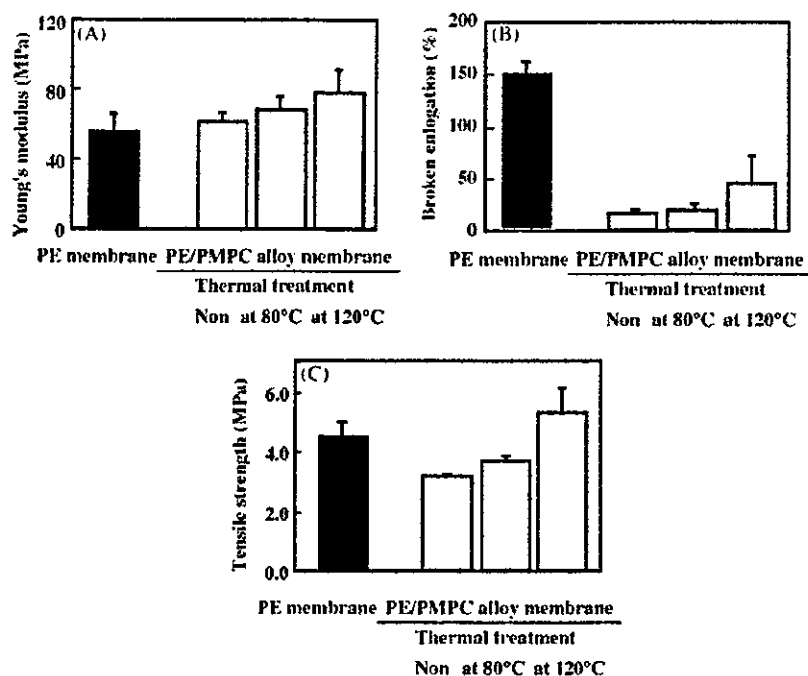 (A)
Young's modulus (MPa)
120
80
40
0
PE membrane PE/PMPC alloy membrane
Thermal treatment
Non at 80°C at 120°C
(B)
Broken enlogation (%)
200
150
100
50
0
PE membrane PE/PMPC alloy membrane
Thermal treatment
Non at 80°C at 120°C
(C)
Tensile strength (MPa)
6.0
4.0
2.0
0.0
PE membrane PE/PMPC alloy membrane
Thermal treatment
Non at 80°C at 120°C